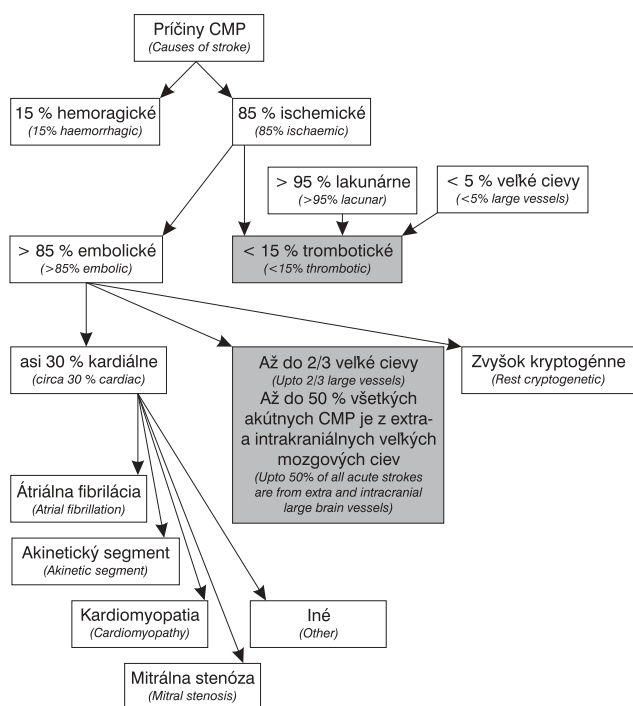 Príčiny CMP
(Causes of stroke)
15 % hemoragické
(15% haemorrhagic)
85 % ischemické
(85% ischaemic)
> 95 % lakunárne
(>95% lacunar)
< 5 % veľké cievy
(<5% large vessels)
> 85 % embolické
(>85% embolic)
< 15 % trombotické
(<15% thrombotic)
asi 30 % kardiálne
(circa 30 % cardiac)
Až do 2/3 veľké cievy
(Upto 2/3 large vessels)
Až do 50 % všetkých
akútnych CMP je z extra-
a intrakraniálnych veľkých
mozgových ciev
(Upto 50% of all acute strokes
are from extra and intracranial
large brain vessels)
Zvyšok kryptogénne
(Rest cryptogenetic)
Átriálna fibrilácia
(Atrial fibrillation)
Akinetický segment
(Akinetic segment)
Kardiomyopatia
(Cardiomyopathy)
Iné
(Other)
Mitrálna stenóza
(Mitral stenosis)